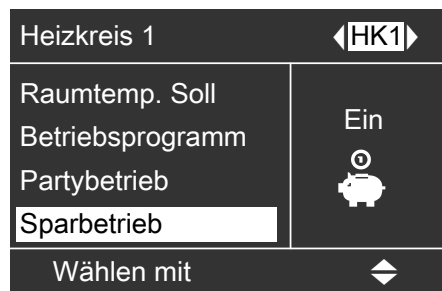 Heizkreis 1 HK1
Raumtemp. Soll
Betriebsprogramm
Partybetrieb
Sparbetrieb
Ein
Wählen mit